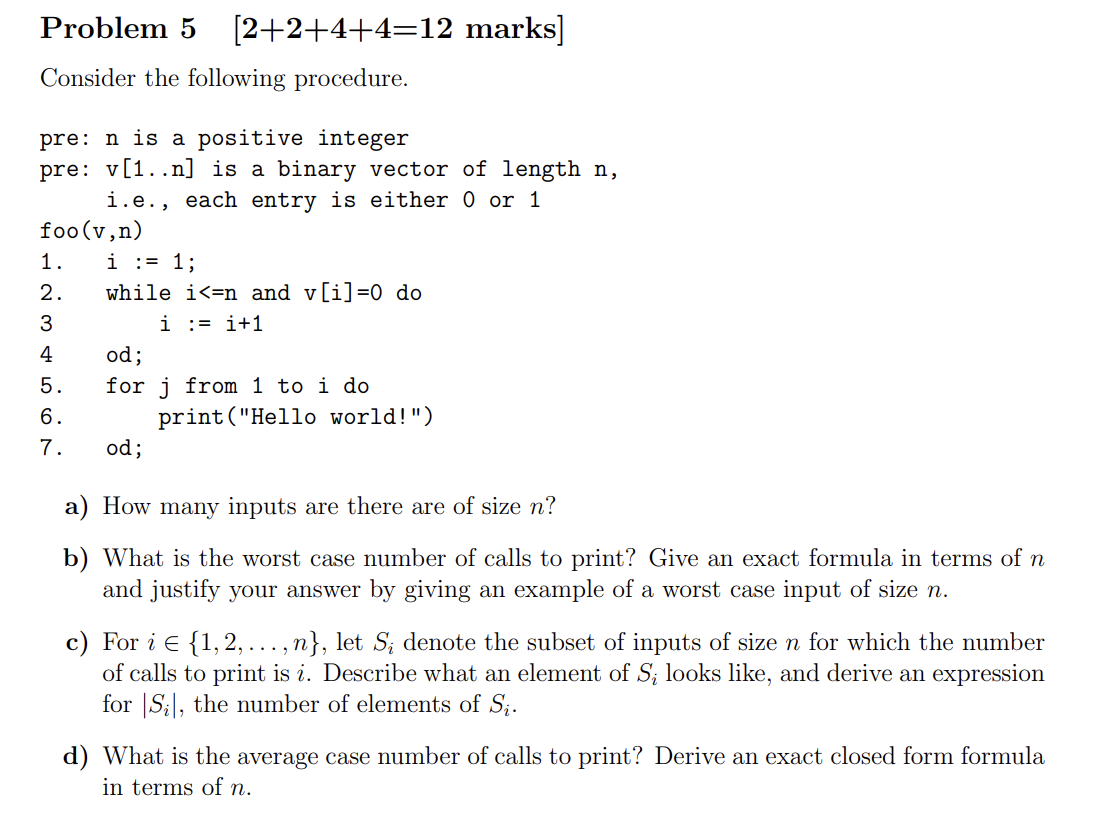 Problem 5 [2+2+4+4=12 marks]
Consider the following procedure.
pre: n is a positive integer
pre: v[1..n] is a binary vector of length n,
i.e., each entry is either 0 or 1
foo(v,n)
1. i := 1;
2. while i<=n and v[i]=0 do
3 i := i+1
4 od;
5. for j from 1 to i do
6. print("Hello world!")
7. od;
a) How many inputs are there are of size n?
b) What is the worst case number of calls to print? Give an exact formula in terms of n
and justify your answer by giving an example of a worst case input of size n.
c) For i ∈ {1, 2, . . . , n}, let Sᵢ denote the subset of inputs of size n for which the number
of calls to print is i. Describe what an element of Sᵢ looks like, and derive an expression
for |Sᵢ|, the number of elements of Sᵢ.
d) What is the average case number of calls to print? Derive an exact closed form formula
in terms of n.